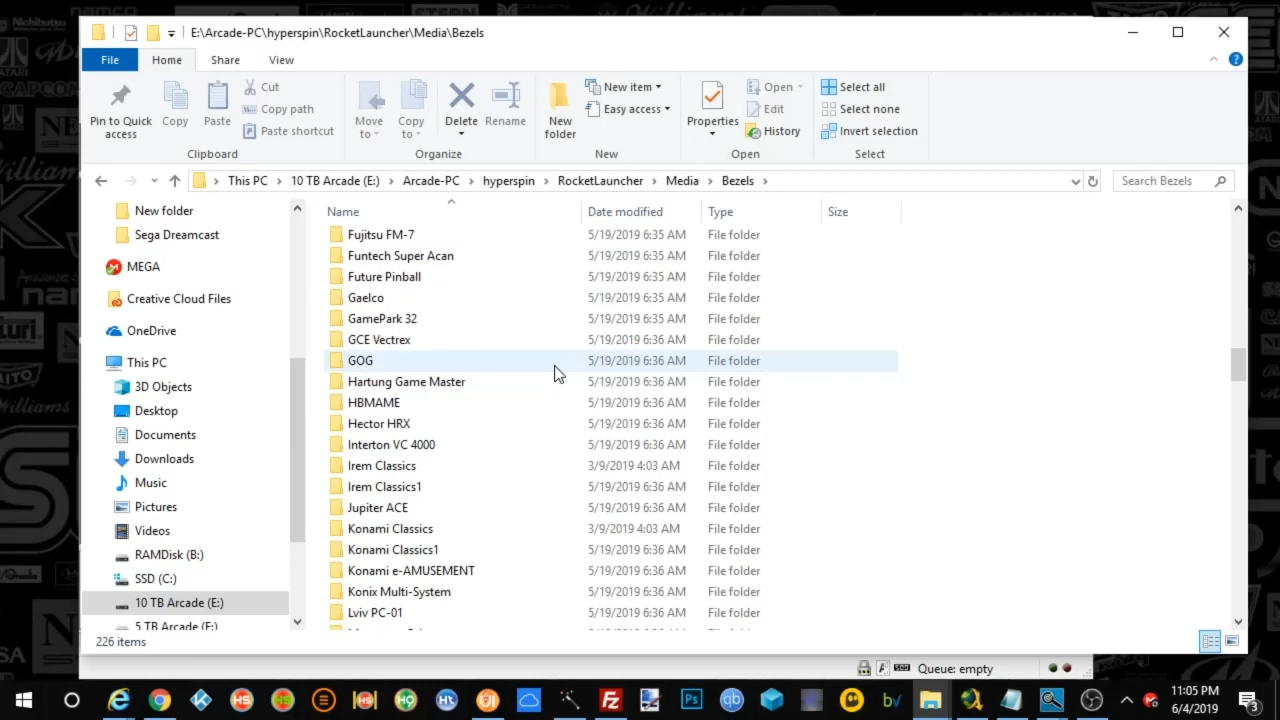 E:\Arcade-PC\hyperspin\RocketLauncher\Media\Bezels
File Home Share View
Pin to Quick access
Copy
Paste
Cut
Copy path
Paste shortcut
Clipboard
Move to
Copy to
Delete
Rename
Organize
New folder
New item
Easy access
New
Properties
Open
Edit
History
Open
Select all
Select none
Invert selection
Select
This PC > 10 TB Arcade (E:) > Arcade-PC > hyperspin > RocketLauncher > Media > Bezels >
Search Bezels
New folder
Sega Dreamcast
MEGA
Creative Cloud Files
OneDrive
This PC
3D Objects
Desktop
Documents
Downloads
Music
Pictures
Videos
RAMDisk (B:)
SSD (C:)
10 TB Arcade (E:)
5 TB Arcade (F:)
Name Date modified Type Size
Fujitsu FM-7 5/19/2019 6:35 AM File folder
Funtech Super Acan 5/19/2019 6:35 AM File folder
Future Pinball 5/19/2019 6:35 AM File folder
Gaelco 5/19/2019 6:35 AM File folder
GamePark 32 5/19/2019 6:35 AM File folder
GCE Vectrex 5/19/2019 6:36 AM File folder
GOG 5/19/2019 6:36 AM File folder
Hartung Game Master 5/19/2019 6:36 AM File folder
HBMAME 5/19/2019 6:36 AM File folder
Hector HRX 5/19/2019 6:36 AM File folder
Interton VC 4000 5/19/2019 6:36 AM File folder
Irem Classics 3/9/2019 4:03 AM File folder
Irem Classics1 5/19/2019 6:36 AM File folder
Jupiter ACE 5/19/2019 6:36 AM File folder
Konami Classics 3/9/2019 4:03 AM File folder
Konami Classics1 5/19/2019 6:36 AM File folder
Konami e-AMUSEMENT 5/19/2019 6:36 AM File folder
Konix Multi-System 5/19/2019 6:36 AM File folder
Lviv PC-01 5/19/2019 6:36 AM File folder
226 items
Queue: empty
11:05 PM
6/4/2019